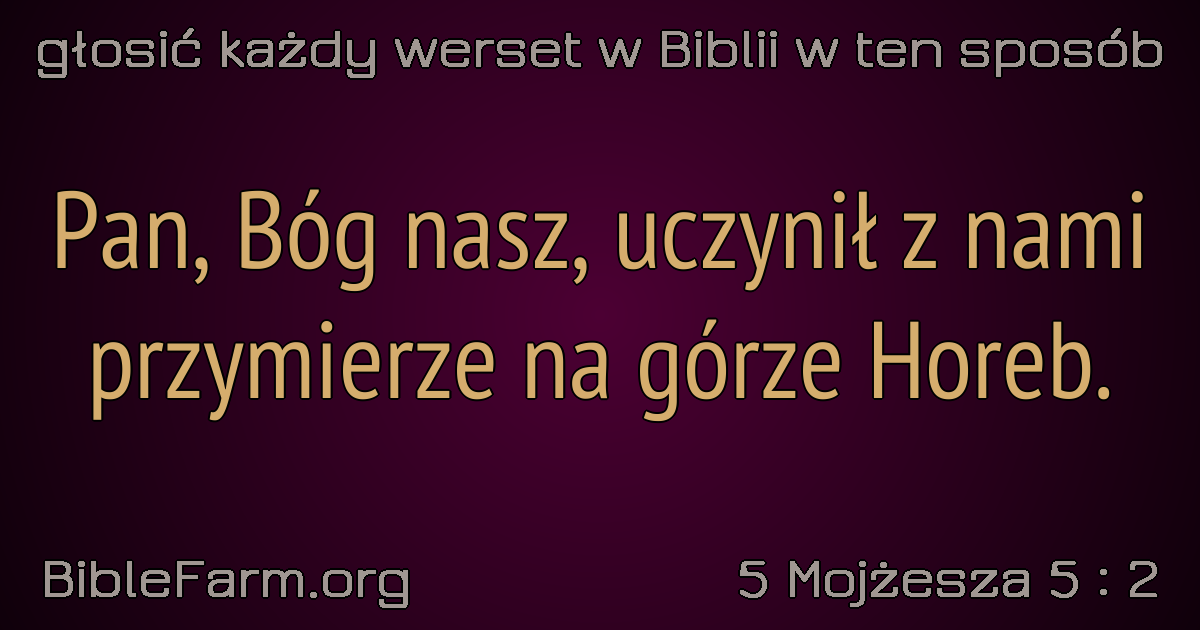 głosić każdy werset w Biblii w ten sposób
Pan, Bóg nasz, uczynił z nami
przymierze na górze Horeb.
BibleFarm.org
5 Mojżesza 5 : 2